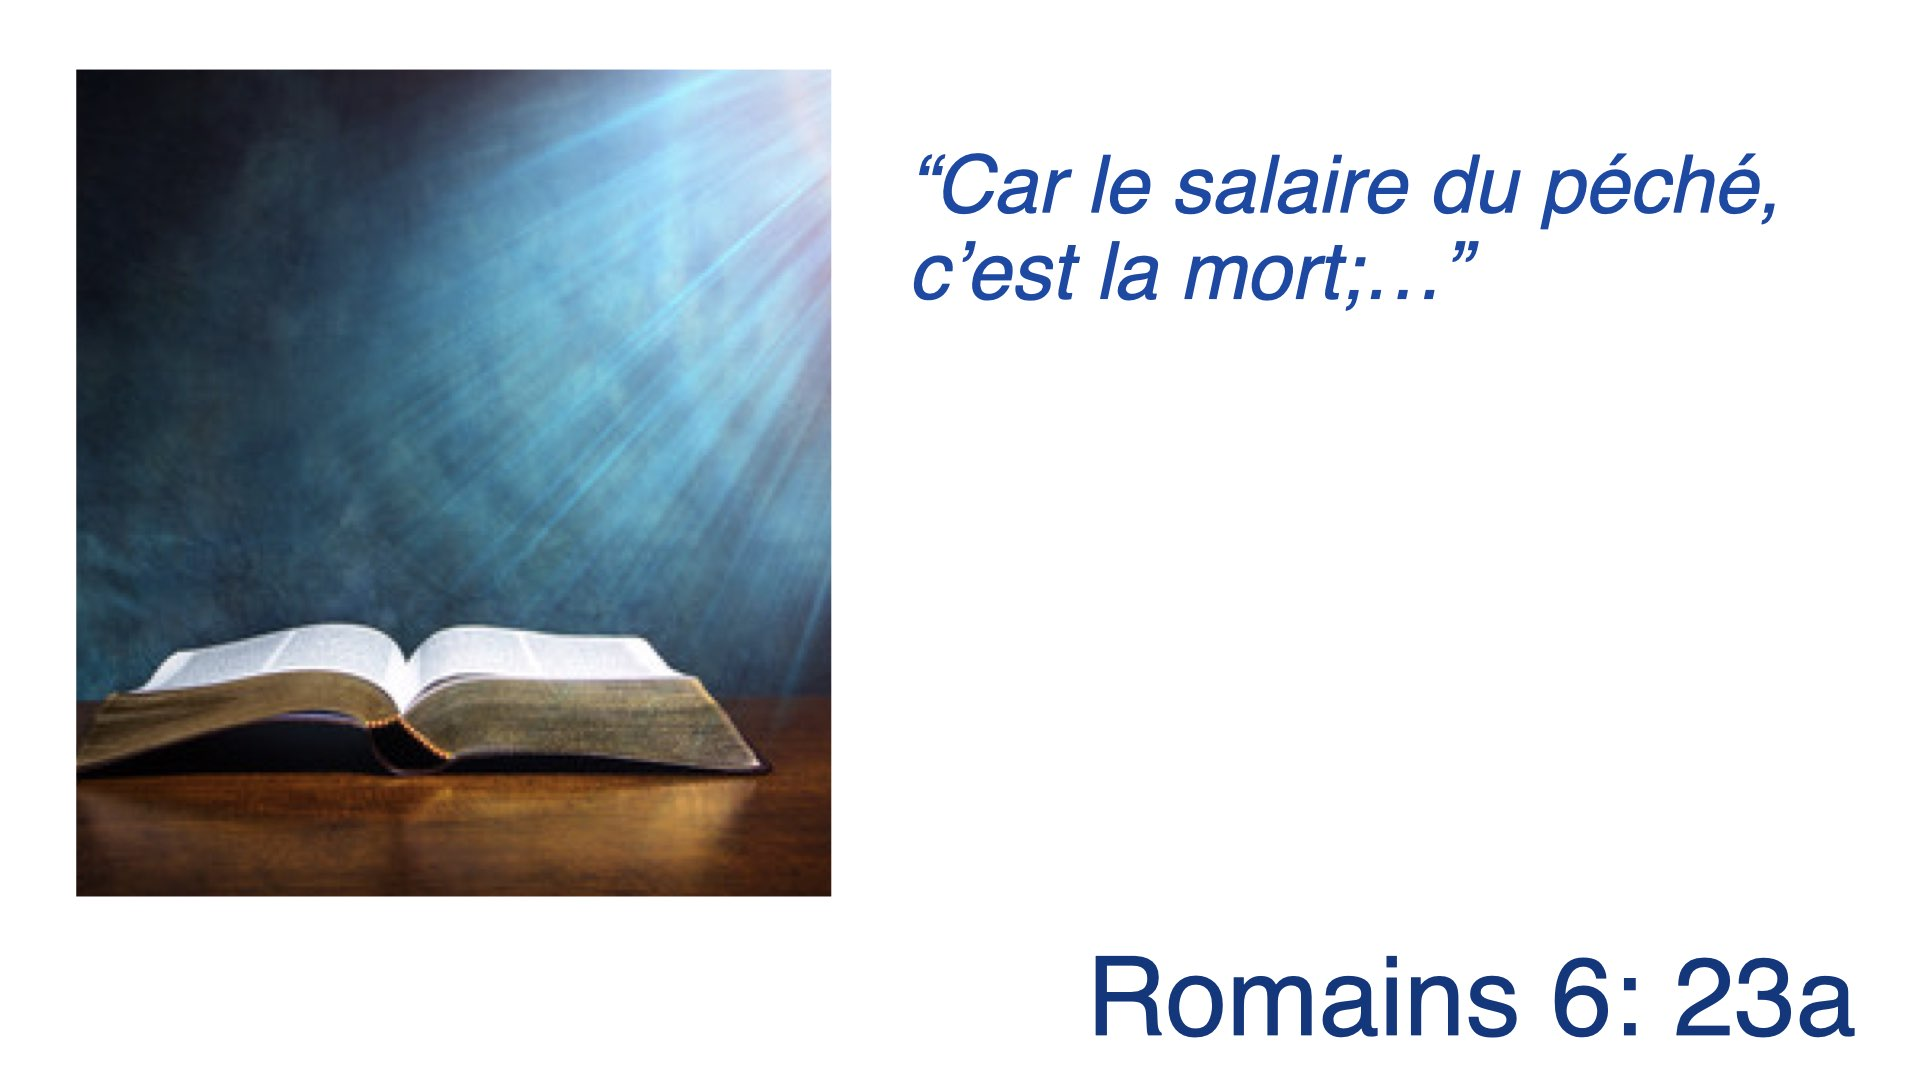 “Car le salaire du péché,
c’est la mort;…”
Romains 6: 23a